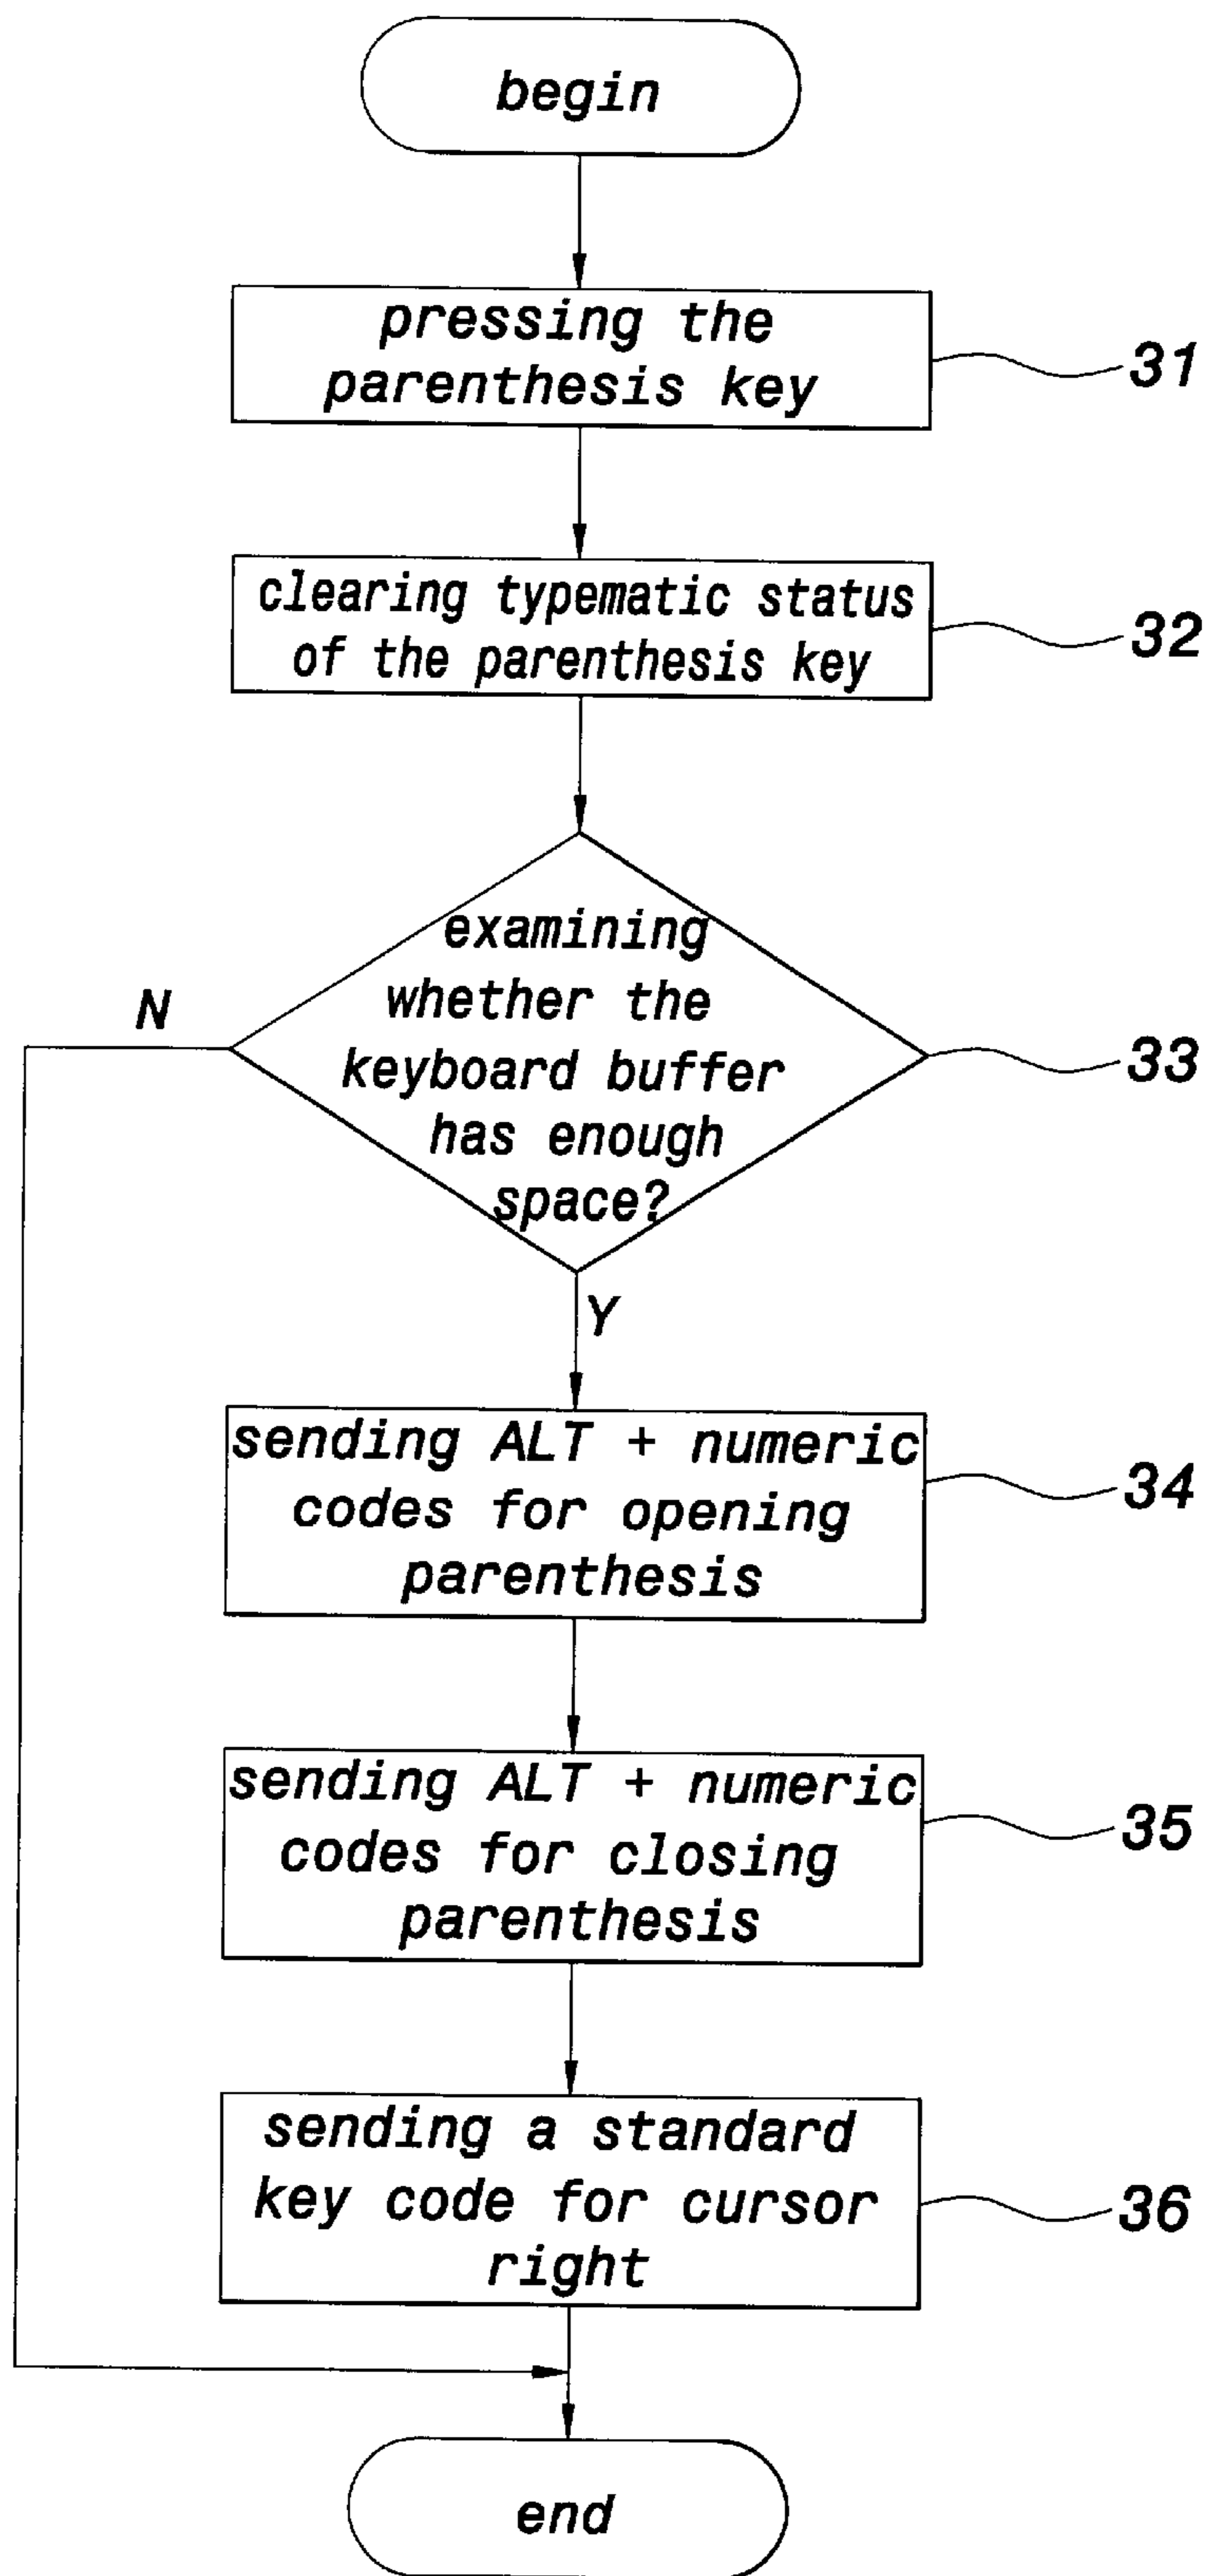 begin
pressing the
parenthesis key
31
clearing typematic status
of the parenthesis key
32
examining
whether the
keyboard buffer
has enough
space?
N
33
Y
sending ALT + numeric
codes for opening
parenthesis
34
sending ALT + numeric
codes for closing
parenthesis
35
sending a standard
key code for cursor
right
36
end